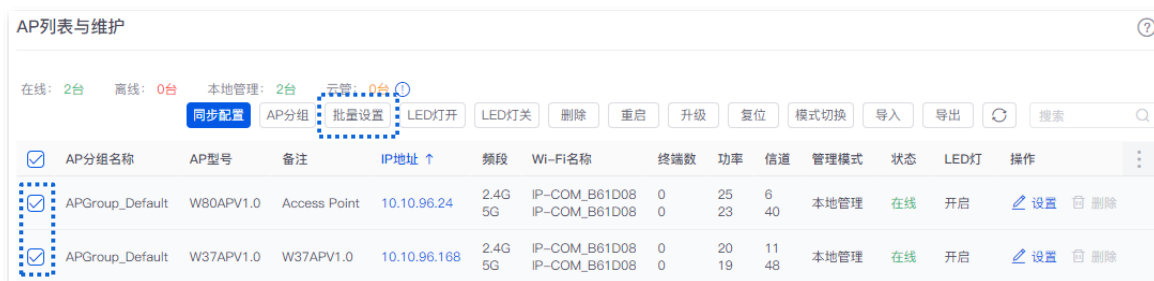 AP列表与维护
在线： 2台 离线： 0台 本地管理： 2台 云管： 0台
同步配置 AP分组 批量设置 LED灯开 LED灯关 删除 重启 升级 复位 模式切换 导入 导出 搜索
AP分组名称 AP型号 备注 IP地址 ↑ 频段 Wi-Fi名称 终端数 功率 信道 管理模式 状态 LED灯 操作
APGroup_Default W80APV1.0 Access Point 10.10.96.24 2.4G IP-COM_B61D08 0 25 6 本地管理 在线 开启 设置 删除
5G IP-COM_B61D08 0 23 40
APGroup_Default W37APV1.0 W37APV1.0 10.10.96.168 2.4G IP-COM_B61D08 0 20 11 本地管理 在线 开启 设置 删除
5G IP-COM_B61D08 0 19 48